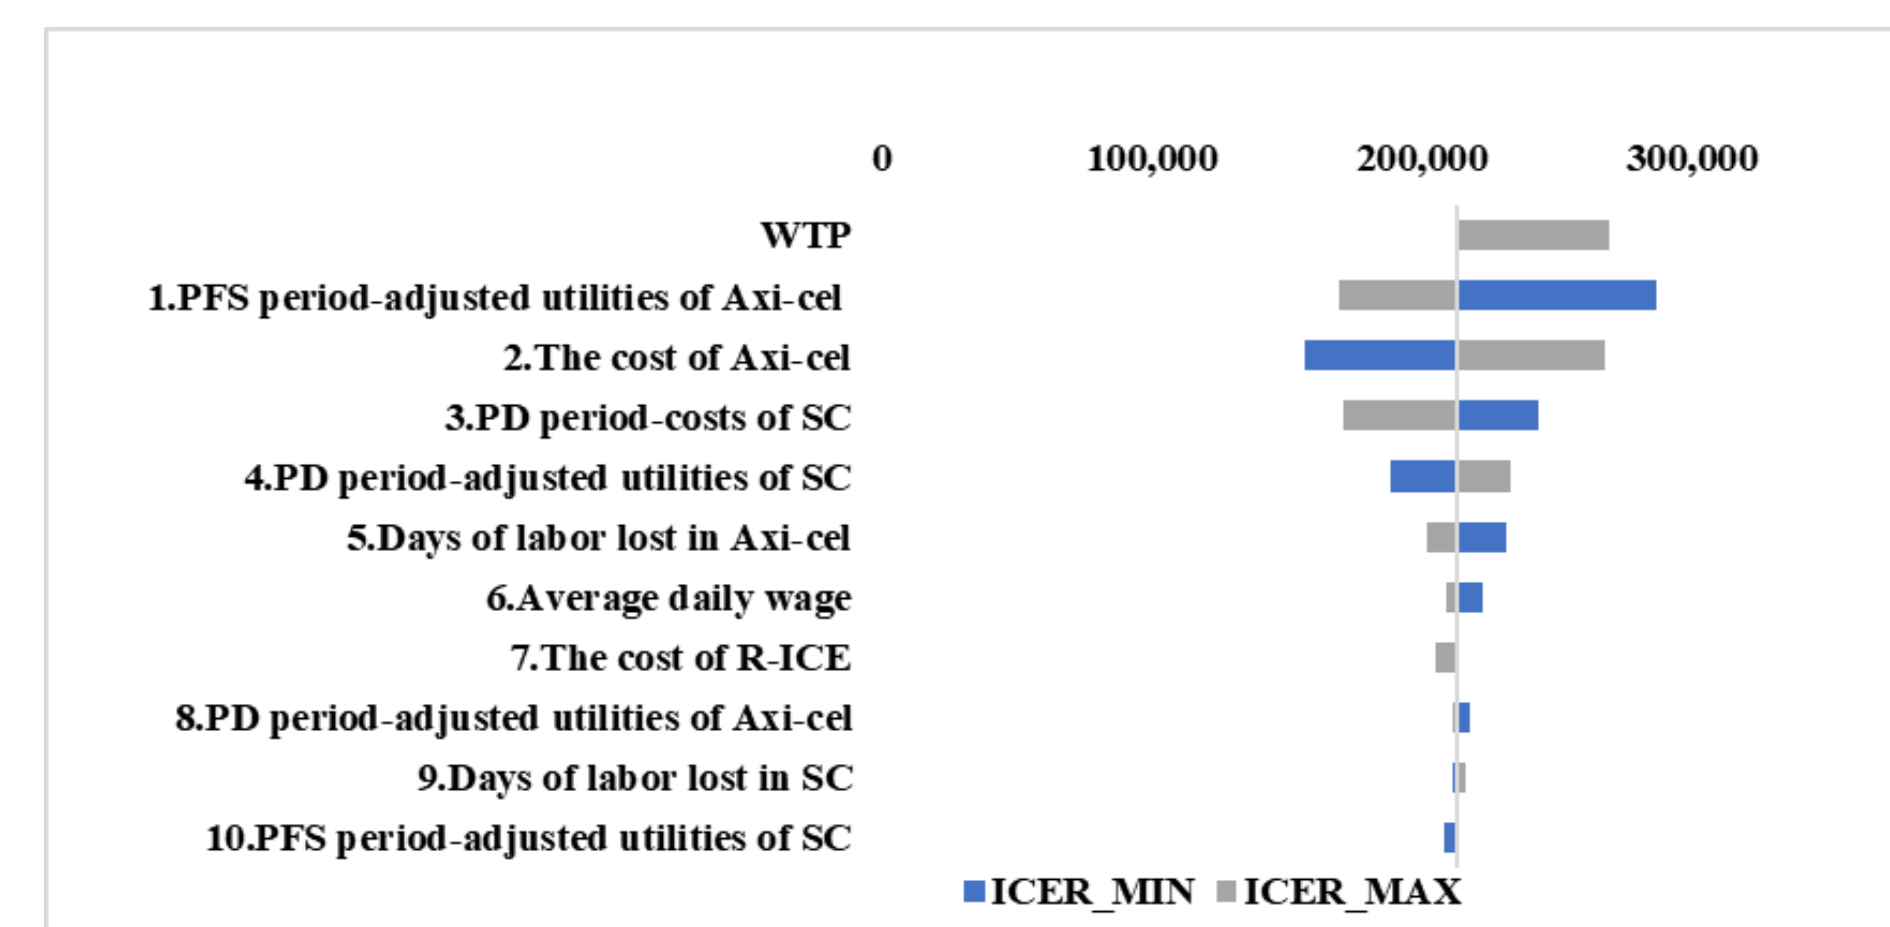 0 100,000 200,000 300,000
WTP
1.PFS period-adjusted utilities of Axi-cel
2.The cost of Axi-cel
3.PD period-costs of SC
4.PD period-adjusted utilities of SC
5.Days of labor lost in Axi-cel
6.Average daily wage
7.The cost of R-ICE
8.PD period-adjusted utilities of Axi-cel
9.Days of labor lost in SC
10.PFS period-adjusted utilities of SC
ICER_MIN ICER_MAX